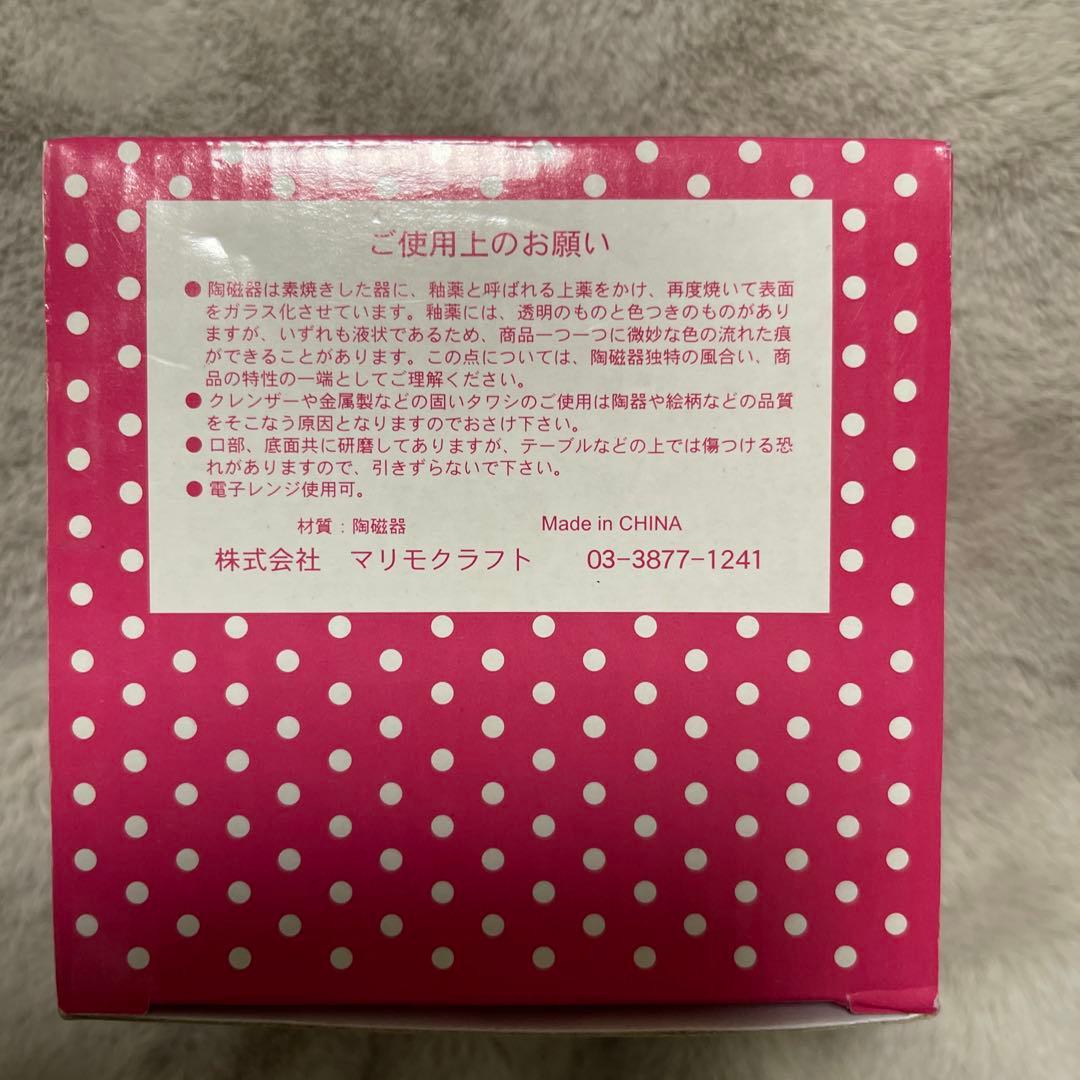 ご使用上のお願い
●陶磁器は素焼きした器に、釉薬と呼ばれる上薬をかけ、再度焼いて表面
をガラス化させています。釉薬には、透明のものと色つきのものがあり
ますが、いずれも液状であるため、商品一つ一つに微妙な色の流れた痕
ができることがあります。この点については、陶磁器独特の風合い、商
品の特性の一端としてご理解ください。
●クレンザーや金属製などの固いタワシのご使用は陶器や絵柄などの品質
をそこなう原因となりますのでおさけ下さい。
●口部、底面共に研磨してありますが、テーブルなどの上では傷つける恐
れがありますので、引きずらないで下さい。
●電子レンジ使用可。
材質：陶磁器 Made in CHINA
株式会社 マリモクラフト 03-3877-1241